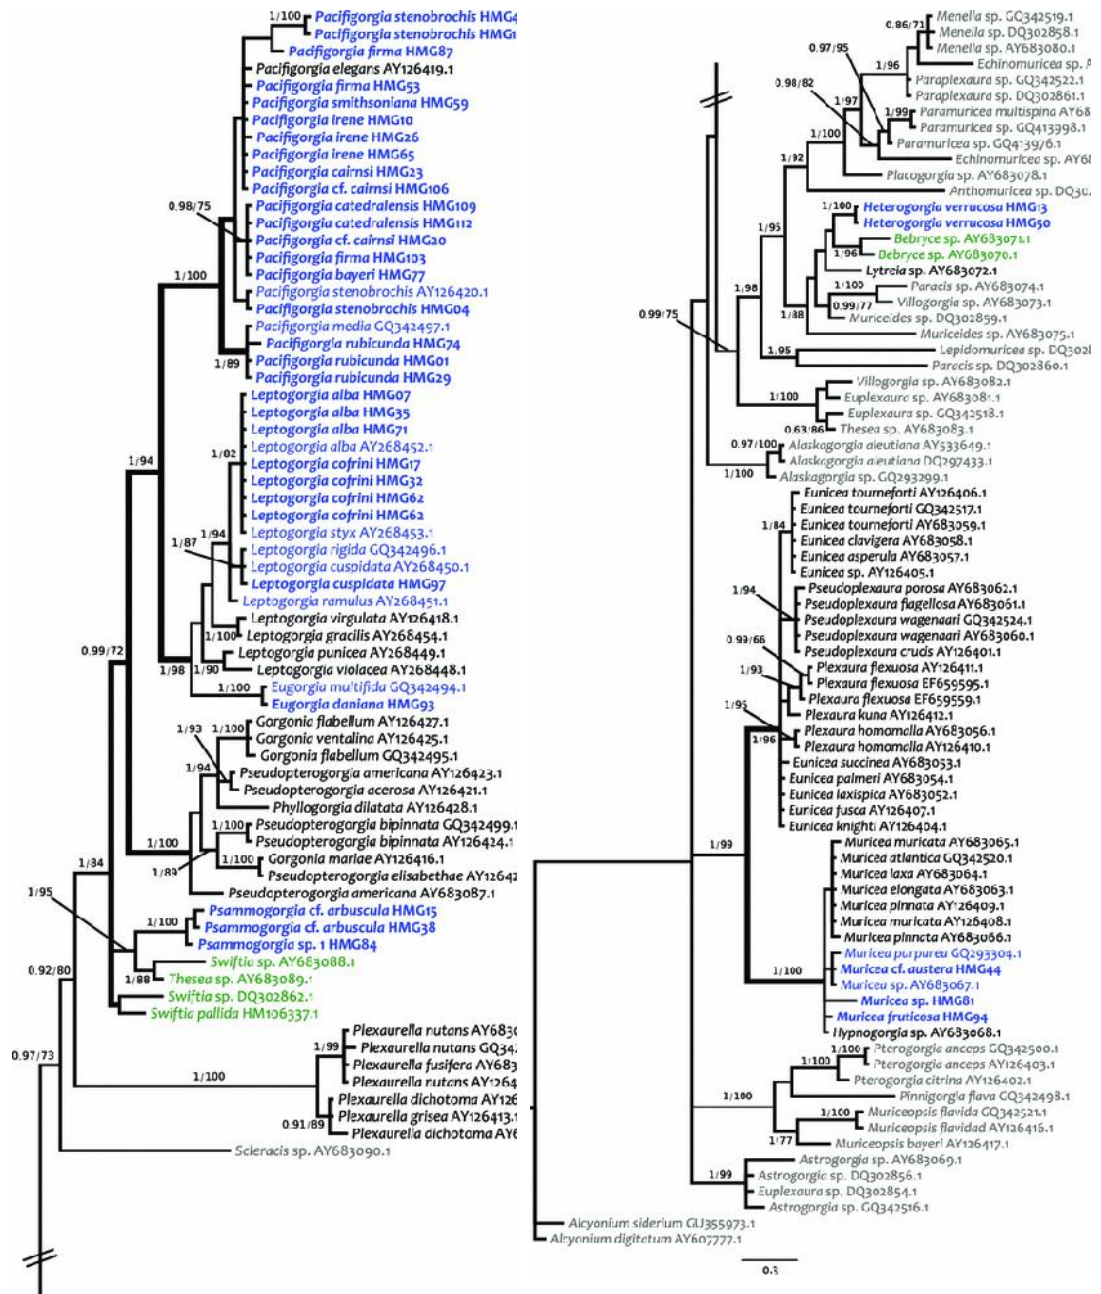 1/100
Pacifigorgia stenobrochis HMG4
Pacifigorgia stenobrochis HMG1
Pacifigorgia firma HMG87
Pacifigorgia elegans AY126419.1
Pacifigorgia firma HMG53
Pacifigorgia smithsoniana HMG59
Pacifigorgia irene HMG10
Pacifigorgia irene HMG26
Pacifigorgia irene HMG65
Pacifigorgia cairnsi HMG23
Pacifigorgia cf. cairnsi HMG106
0.98/75
Pacifigorgia catedralensis HMG109
Pacifigorgia catedralensis HMG112
Pacifigorgia cf. cairnsi HMG20
Pacifigorgia firma HMG103
Pacifigorgia bayeri HMG77
1/100
Pacifigorgia stenobrochis AY126420.1
Pacifigorgia stenobrochis HMG04
Pacifigorgia media GQ342497.1
Pacifigorgia rubicunda HMG74
Pacifigorgia rubicunda HMG01
1/89
Pacifigorgia rubicunda HMG29
Leptogorgia alba HMG07
Leptogorgia alba HMG35
Leptogorgia alba HMG71
Leptogorgia alba AY268452.1
1/94
1/82
Leptogorgia cofrini HMG17
Leptogorgia cofrini HMG32
Leptogorgia cofrini HMG62
Leptogorgia cofrini HMG62
Leptogorgia styx AY268453.1
1/94
1/87
Leptogorgia rigida GQ342496.1
Leptogorgia cuspidata AY268450.1
Leptogorgia cuspidata HMG97
Leptogorgia ramulus AY268451.1
Leptogorgia virgulata AY126418.1
1/100
Leptogorgia gracilis AY268454.1
0.99/72
Leptogorgia punicea AY268449.1
1/98
1/90
Leptogorgia violacea AY268448.1
1/100
Eugorgia multifida GQ342494.1
Eugorgia daniana HMG93
Gorgonia flabellum AY126427.1
1/93
1/100
Gorgonia ventalina AY126425.1
Gorgonia flabellum GQ342495.1
1/94
Pseudopterogorgia americana AY126423.1
Pseudopterogorgia acerosa AY126421.1
Phyllogorgia dilatata AY126428.1
1/100
Pseudopterogorgia bipinnata GQ342499.1
Pseudopterogorgia bipinnata AY126424.1
1/100
1/89
1/100
Gorgonia mariae AY126416.1
Pseudopterogorgia elisabethae AY12642
1/84
Pseudopterogorgia americana AY683087.1
1/95
1/100
Psammogorgia cf. arbuscula HMG15
Psammogorgia cf. arbuscula HMG38
Psammogorgia sp. 1 HMG84
Swiftia sp. AY683088.1
0.92/80
1/88
Thesea sp. AY683089.1
Swiftia sp. DQ302862.1
Swiftia pallida HM106337.1
0.97/73
Plexaurella nutans AY683
1/99
Plexaurella nutans GQ34
Plexaurella fusifera AY683
1/100
Plexaurella nutans AY1264
Plexaurella dichotoma AY126
Plexaurella grisea AY126413.1
0.91/89
Plexaurella dichotoma AY6
Scleracis sp. AY683090.1
Menella sp. GQ342519.1
0.86/71
Menella sp. DQ302858.1
Menella sp. AY683080.1
0.97/95
1/96
Echinomuricea sp. A
Paraplexaura sp. GQ342522.1
0.98/82
Paraplexaura sp. DQ302861.1
1/97
1/99
Paramuricea multispina AY68
Paramuricea sp. GQ413998.1
1/100
Paramuricea sp. GQ413976.1
Echinomuricea sp. AY68
1/92
Placogorgia sp. AY683078.1
Anthomuricea sp. DQ30
1/100
Heterogorgia verrucosa HMG13
Heterogorgia verrucosa HMG50
1/95
Bebryce sp. AY683071.1
1/96
Bebryce sp. AY683070.1
Lytreia sp. AY683072.1
1/98
1/100
Paracis sp. AY683074.1
0.99/77
Villogorgia sp. AY683073.1
0.99/75
1/88
Muriceides sp. DQ302859.1
Muriceides sp. AY683075.1
1.95
Lepidomuricea sp. DQ302
Paracis sp. DQ302860.1
Villogorgia sp. AY683082.1
1/100
Euplexaura sp. AY683081.1
Euplexaura sp. GQ342518.1
0.63/86
Thesea sp. AY683083.1
0.97/100
Alaskagorgia aleutiana AY533649.1
Alaskagorgia aleutiana DQ297433.1
1/100
Alaskagorgia sp. GQ293299.1
Eunicea tourneforti AY126406.1
Eunicea tourneforti GQ342517.1
1/84
Eunicea tourneforti AY683059.1
Eunicea clavigera AY683058.1
Eunicea asperula AY683057.1
Eunicea sp. AY126405.1
1/94
Pseudoplexaura porosa AY683062.1
Pseudoplexaura flagellosa AY683061.1
Pseudoplexaura wagenaari GQ342524.1
0.99/66
Pseudoplexaura wagenaari AY683060.1
Pseudoplexaura crucis AY126401.1
1/93
Plexaura flexuosa AY126411.1
Plexaura flexuosa EF659595.1
Plexaura flexuosa EF659559.1
1/95
Plexaura kuna AY126412.1
Plexaura homomalla AY683056.1
1/96
Plexaura homomalla AY126410.1
Eunicea succinea AY683053.1
Eunicea palmeri AY683054.1
Eunicea laxispica AY683052.1
Eunicea fusca AY126407.1
Eunicea knighti AY126404.1
1/99
Muricea muricata AY683065.1
Muricea atlantica GQ342520.1
Muricea laxa AY683064.1
Muricea elongata AY683063.1
Muricea pinnata AY126409.1
Muricea muricata AY126408.1
Muricea pinnata AY683066.1
Muricea purpurea GQ293304.1
1/100
Muricea cf. austera HMG44
Muricea sp. AY683067.1
Muricea sp. HMG81
Muricea fruticosa HMG94
Hypnogorgia sp. AY683068.1
1/100
Pterogorgia anceps GQ342500.1
1/100
Pterogorgia anceps AY126403.1
Pterogorgia citrina AY126402.1
1/100
Pinnigorgia flava GQ342498.1
1/100
Muriceopsis flavida GQ342521.1
Muriceopsis flavidad AY126415.1
1/77
Muriceopsis bayeri AY126417.1
Astrogorgia sp. AY683069.1
1/99
Astrogorgia sp. DQ302856.1
Euplexaura sp. DQ302854.1
Astrogorgia sp. GQ342516.1
Alcyonium siderium GU355973.1
Alcyonium digitatum AY607777.1
0.3